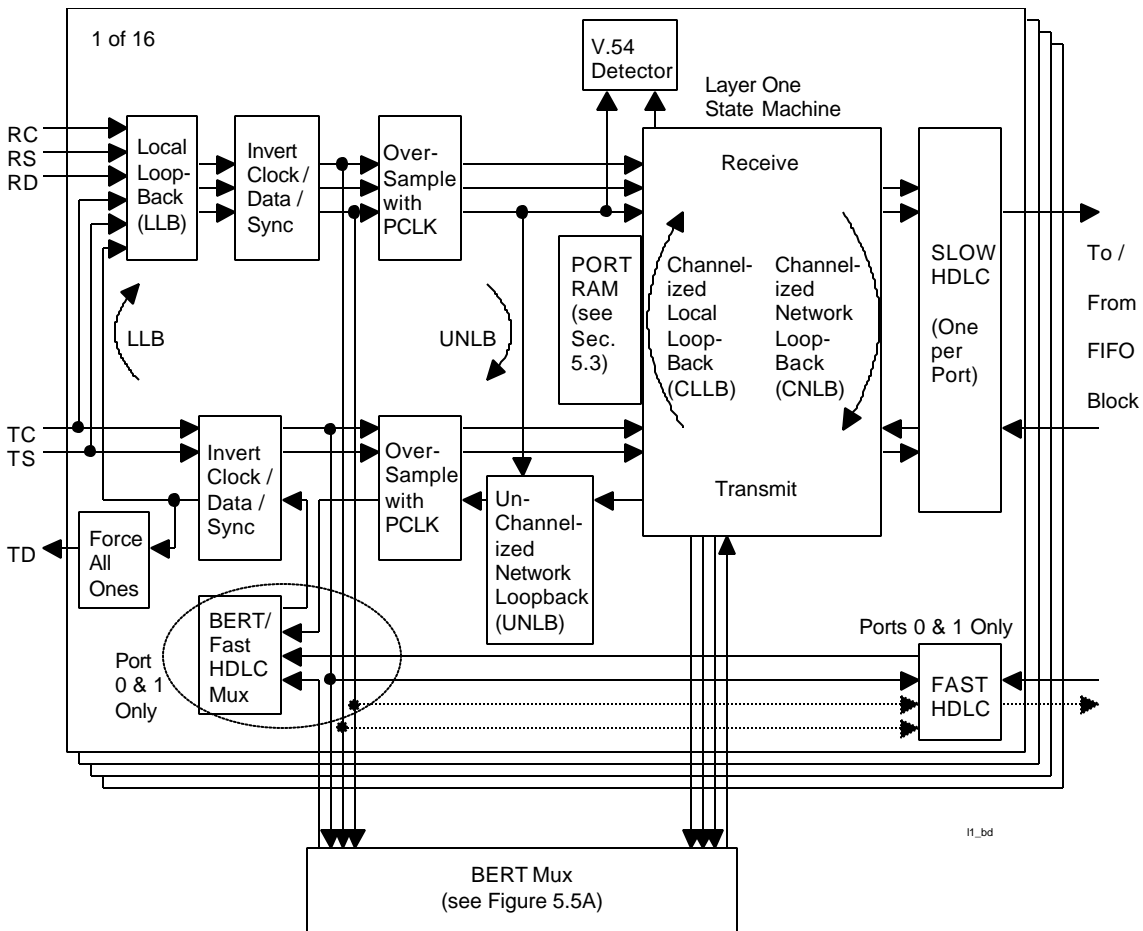 1 of 16
V.54
Detector
Layer One
State Machine
RC
RS
RD
Local
Loop-
Back
(LLB)
Invert
Clock /
Data /
Sync
Over-
Sample
with
PCLK
Receive
PORT
RAM
(see
Sec.
5.3)
Channel-
ized
Local
Loop-
Back
(CLLB)
Channel-
ized
Network
Loop-
Back
(CNLB)
SLOW
HDLC
(One
per
Port)
To /
From
FIFO
Block
LLB
UNLB
TC
TS
TD
Invert
Clock /
Data /
Sync
Over-
Sample
with
PCLK
Un-
Channel-
ized
Network
Loopback
(UNLB)
Transmit
Force
All
Ones
BERT/
Fast
HDLC
Mux
Port
0 & 1
Only
Ports 0 & 1 Only
FAST
HDLC
l1_bd
BERT Mux
(see Figure 5.5A)